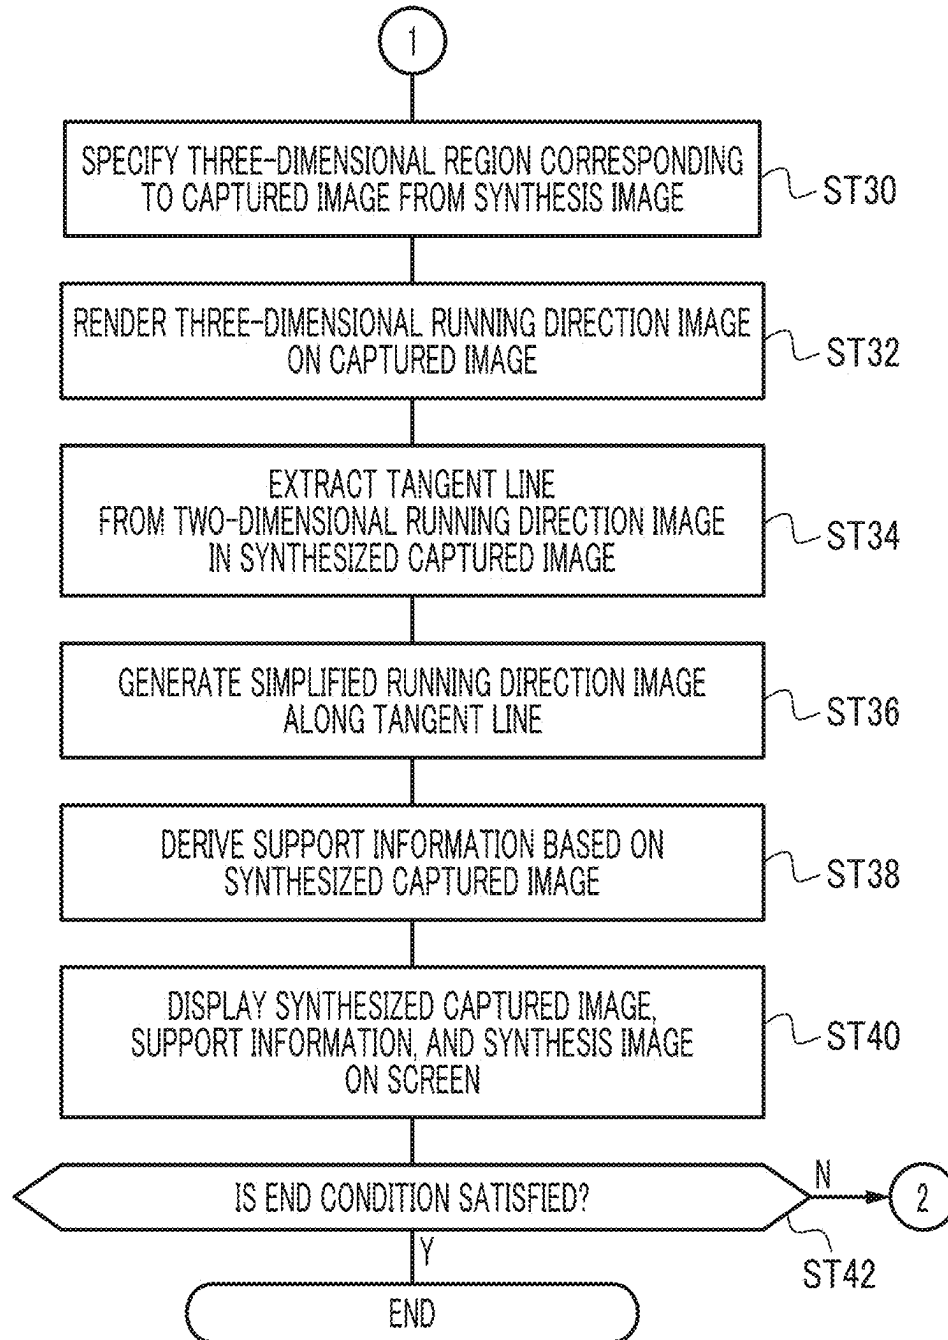 1
SPECIFY THREE-DIMENSIONAL REGION CORRESPONDING
TO CAPTURED IMAGE FROM SYNTHESIS IMAGE
ST30
RENDER THREE-DIMENSIONAL RUNNING DIRECTION IMAGE
ON CAPTURED IMAGE
ST32
EXTRACT TANGENT LINE
FROM TWO-DIMENSIONAL RUNNING DIRECTION IMAGE
IN SYNTHESIZED CAPTURED IMAGE
ST34
GENERATE SIMPLIFIED RUNNING DIRECTION IMAGE
ALONG TANGENT LINE
ST36
DERIVE SUPPORT INFORMATION BASED ON
SYNTHESIZED CAPTURED IMAGE
ST38
DISPLAY SYNTHESIZED CAPTURED IMAGE,
SUPPORT INFORMATION, AND SYNTHESIS IMAGE
ON SCREEN
ST40
IS END CONDITION SATISFIED?
N
2
ST42
Y
END